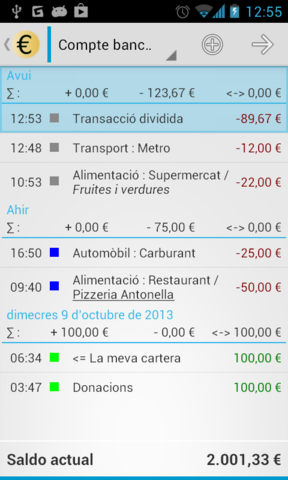 12:55
Compte banc..
Avui
Σ : + 0,00 € - 123,67 € <-> 0,00 €
12:53 Transacció dividida -89,67 €
12:48 Transport : Metro -12,00 €
10:53 Alimentació : Supermercat / -22,00 €
Fruites i verdures
Ahir
Σ : + 0,00 € - 75,00 € <-> 0,00 €
16:50 Automòbil : Carburant -25,00 €
09:40 Alimentació : Restaurant / -50,00 €
Pizzeria Antonella
dimecres 9 d'octubre de 2013
Σ : + 100,00 € - 0,00 € <-> 100,00 €
06:34 <= La meva cartera 100,00 €
03:47 Donacions 100,00 €
Saldo actual 2.001,33 €